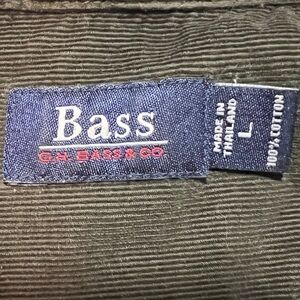 Bass
G.H. BASS & CO.
MADE IN
THAILAND
L
100% COTTON